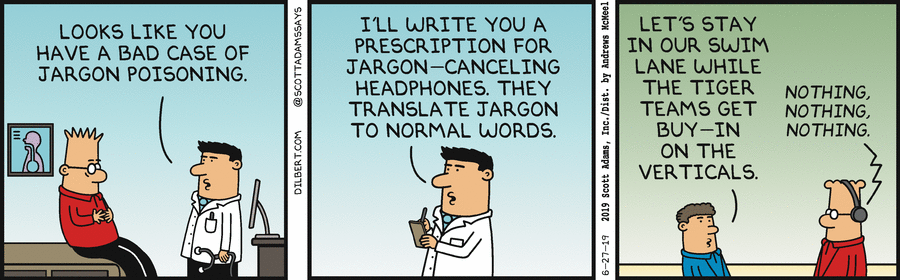 LOOKS LIKE YOU
HAVE A BAD CASE OF
JARGON POISONING.
DILBERT.COM @SCOTTADAMSSAYS
I'LL WRITE YOU A
PRESCRIPTION FOR
JARGON—CANCELING
HEADPHONES. THEY
TRANSLATE JARGON
TO NORMAL WORDS.
6-27-19 2019 Scott Adams, Inc./Dist. by Andrews McMeel
LET'S STAY
IN OUR SWIM
LANE WHILE
THE TIGER
TEAMS GET
BUY—IN
ON THE
VERTICALS.
NOTHING,
NOTHING,
NOTHING.